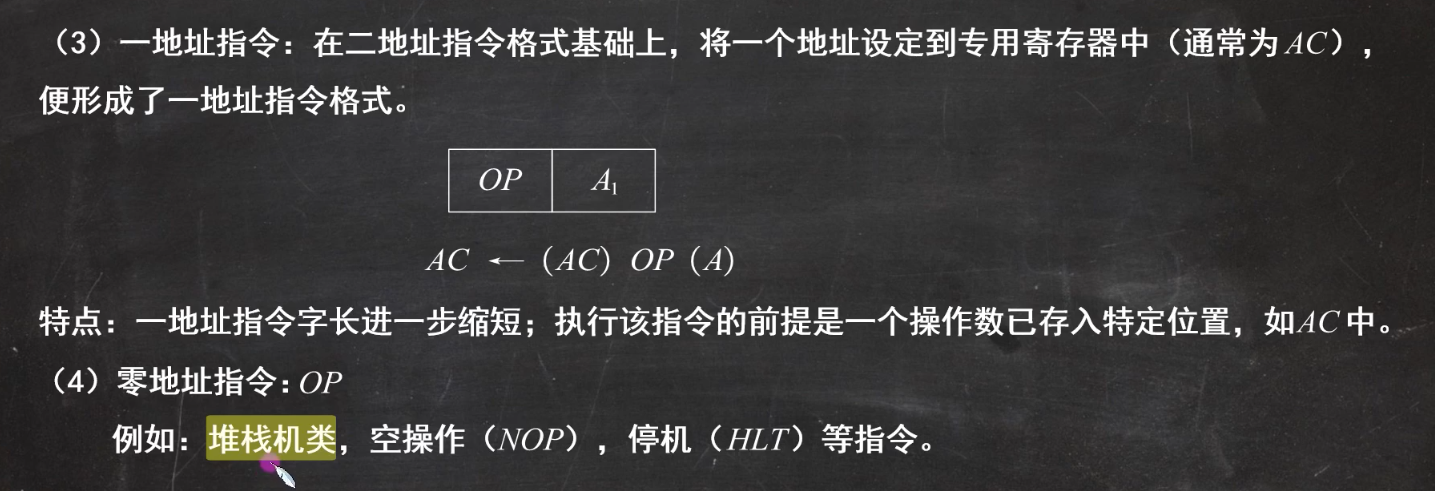 （3）一地址指令：在二地址指令格式基础上，将一个地址设定到专用寄存器中（通常为AC），
便形成了一地址指令格式。
OP A₁
AC ← （AC）OP（A）
特点：一地址指令字长进一步缩短；执行该指令的前提是一个操作数已存入特定位置，如AC中。
（4）零地址指令：OP
例如：堆栈机类，空操作（NOP），停机（HLT）等指令。